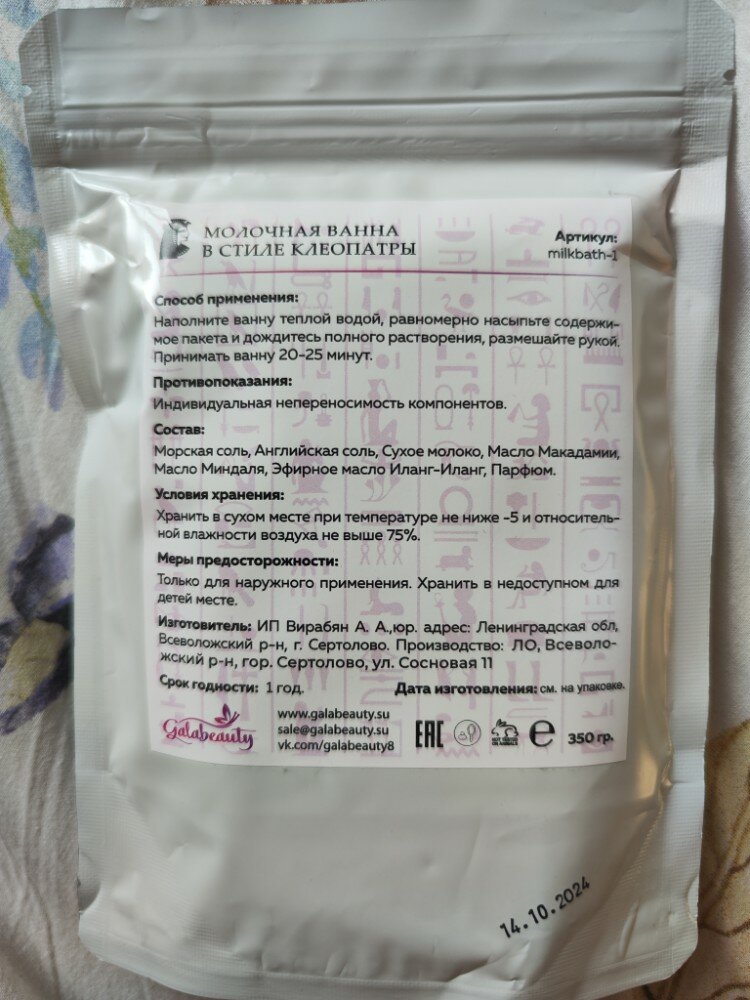 МОЛОЧНАЯ ВАННА
В СТИЛЕ КЛЕОПАТРЫ
Артикул:
milkbath-1
Способ применения:
Наполните ванну теплой водой, равномерно насыпьте содержи-
мое пакета и дождитесь полного растворения, размешайте рукой.
Принимать ванну 20-25 минут.
Противопоказания:
Индивидуальная непереносимость компонентов.
Состав:
Морская соль, Английская соль, Сухое молоко, Масло Макадамии,
Масло Миндаля, Эфирное масло Иланг-Иланг, Парфюм.
Условия хранения:
Хранить в сухом месте при температуре не ниже -5 и относитель-
ной влажности воздуха не выше 75%.
Меры предосторожности:
Только для наружного применения. Хранить в недоступном для
детей месте.
Изготовитель: ИП Вирабян А. А.,юр. адрес: Ленинградская обл,
Всеволожский р-н, г. Сертолово. Производство: ЛО, Всеволо-
жский р-н, гор. Сертолово, ул. Сосновая 11
Срок годности: 1 год.
Дата изготовления: см. на упаковке.
Galabeauty
www.galabeauty.su
sale@galabeauty.su
vk.com/galabeauty8
EAC
NOT TESTED
ON ANIMALS
e
350 гр.
14.10.2024